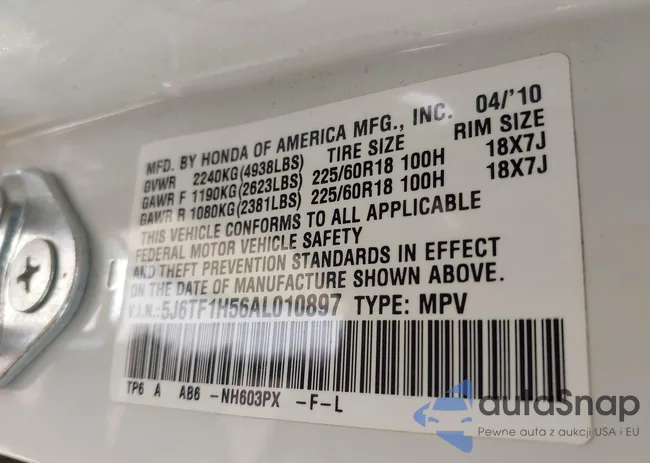 MFD. BY HONDA OF AMERICA MFG., INC. 04/'10
GVWR 2240KG(4938LBS) TIRE SIZE RIM SIZE
GAWR F 1190KG(2623LBS) 225/60R18 100H 18X7J
GAWR R 1080KG(2381LBS) 225/60R18 100H 18X7J
THIS VEHICLE CONFORMS TO ALL APPLICABLE
FEDERAL MOTOR VEHICLE SAFETY
AND THEFT PREVENTION STANDARDS IN EFFECT
ON THE DATE OF MANUFACTURE SHOWN ABOVE.
V.I.N.: 5J6TF1H56AL010897 TYPE: MPV
TP6 A AB6 -NH603PX -F-L
autaSnap
Pewne auta z aukcji USA i EU